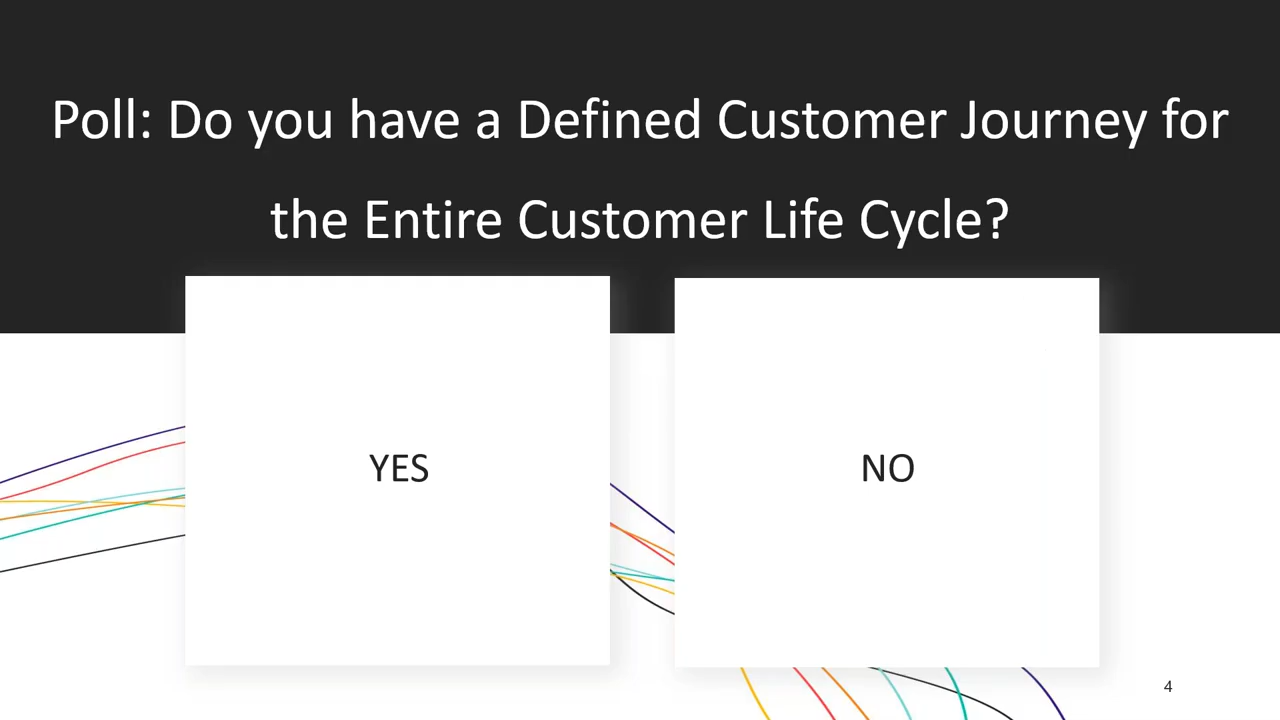 Poll: Do you have a Defined Customer Journey for
the Entire Customer Life Cycle?
YES
NO
4